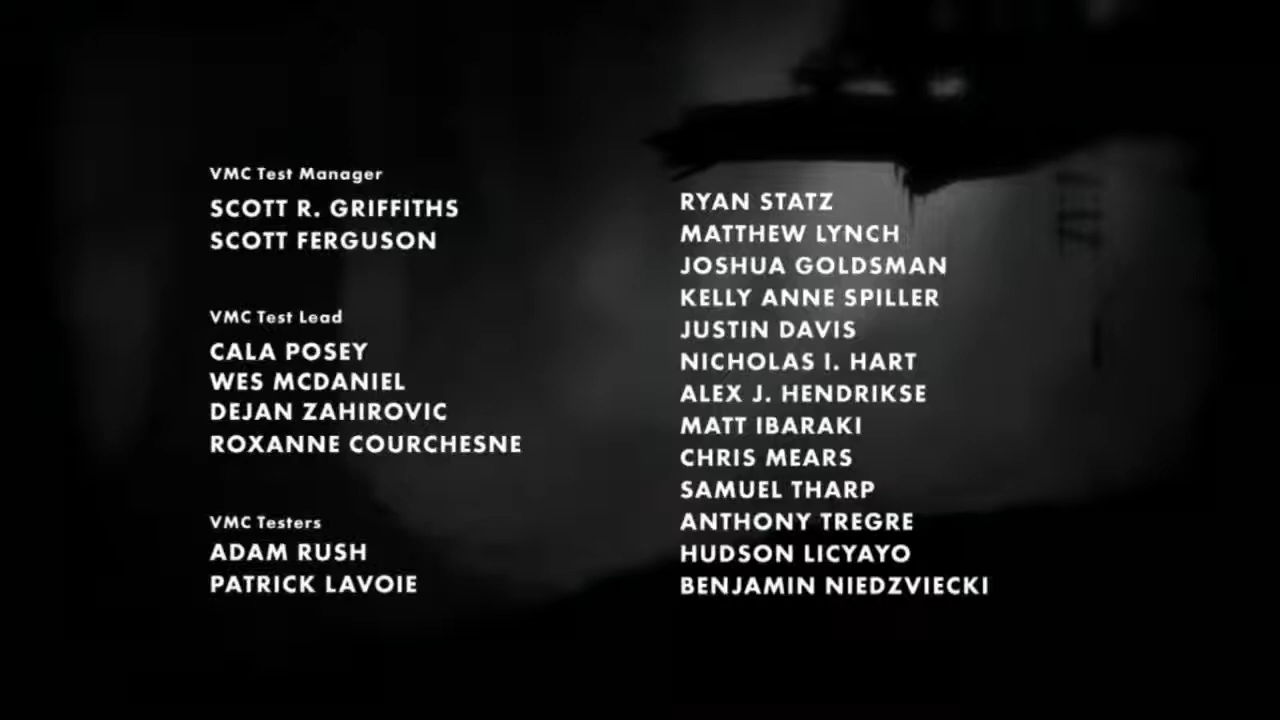 VMC Test Manager
SCOTT R. GRIFFITHS
SCOTT FERGUSON
VMC Test Lead
CALA POSEY
WES MCDANIEL
DEJAN ZAHIROVIC
ROXANNE COURCHESNE
VMC Testers
ADAM RUSH
PATRICK LAVOIE
RYAN STATZ
MATTHEW LYNCH
JOSHUA GOLDSMAN
KELLY ANNE SPILLER
JUSTIN DAVIS
NICHOLAS I. HART
ALEX J. HENDRIKSE
MATT IBARAKI
CHRIS MEARS
SAMUEL THARP
ANTHONY TREGRE
HUDSON LICYAYO
BENJAMIN NIEDZVIECKI